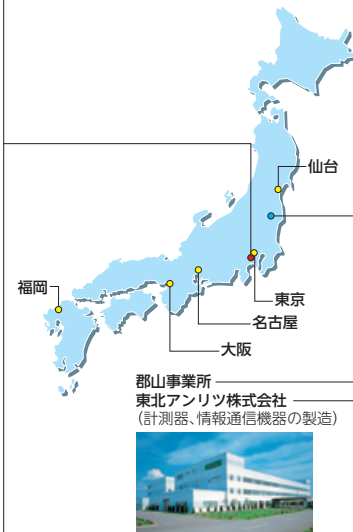 仙台
福岡
東京
名古屋
大阪
郡山事業所
東北アンリツ株式会社
(計測器、情報通信機器の製造)